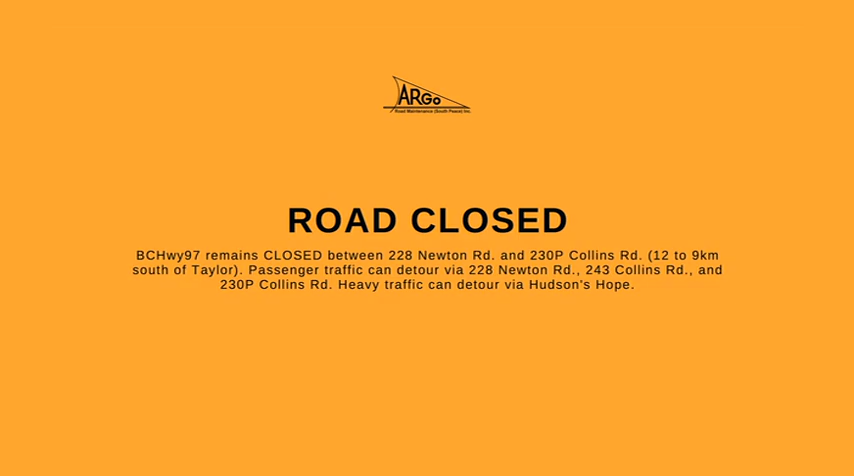 ARGo
Road Maintenance (South Peace) Inc.
ROAD CLOSED
BCHwy97 remains CLOSED between 228 Newton Rd. and 230P Collins Rd. (12 to 9km
south of Taylor). Passenger traffic can detour via 228 Newton Rd., 243 Collins Rd., and
230P Collins Rd. Heavy traffic can detour via Hudson's Hope.